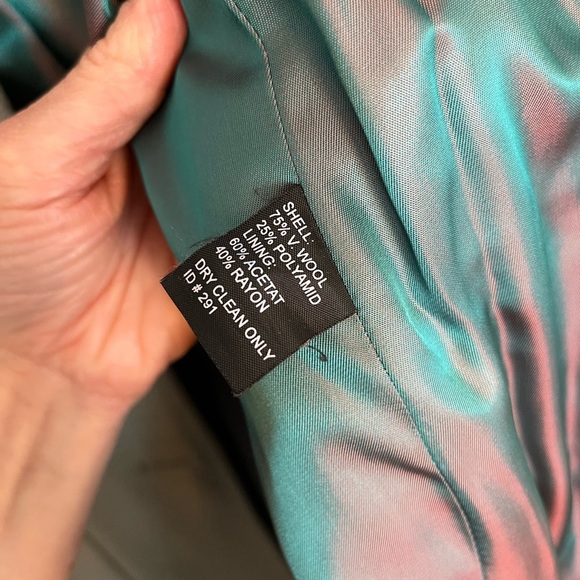 SHELL:
75% V. WOOL
25% POLYAMID
LINING:
60% ACETAT
40% RAYON
DRY CLEAN ONLY
ID # 291